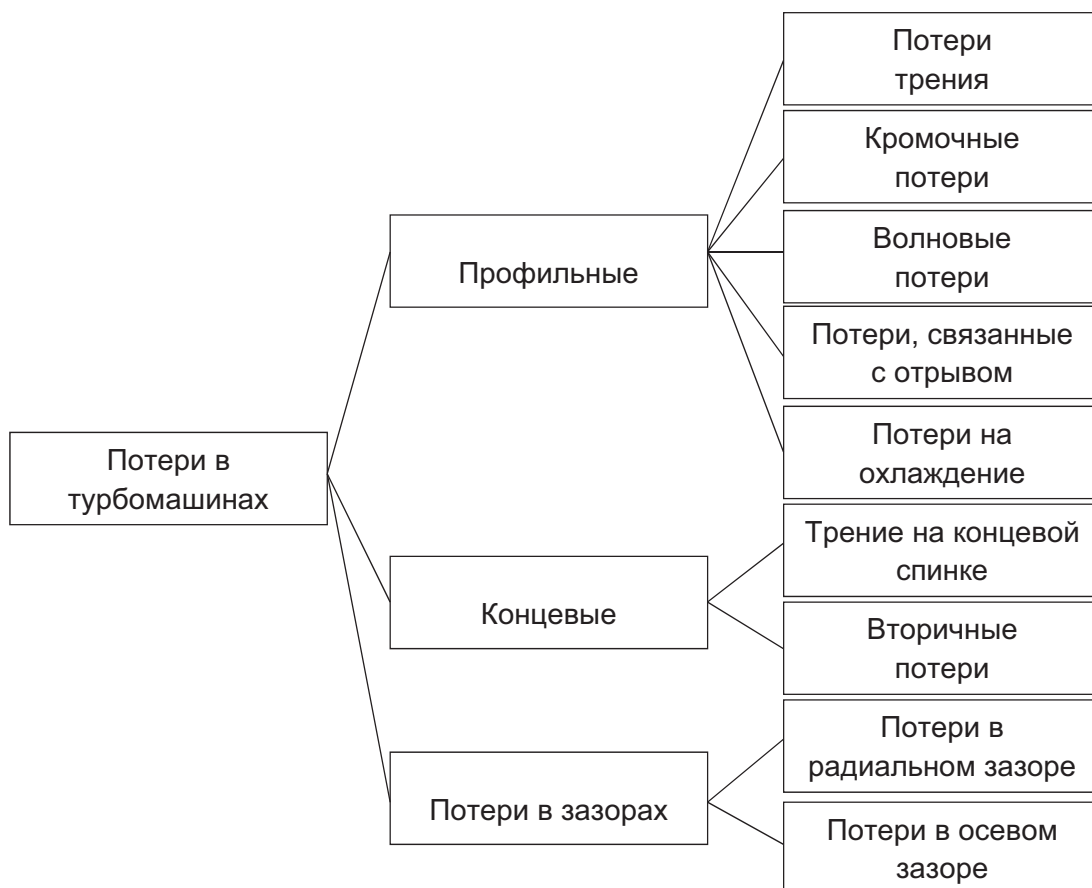 Потери в
турбомашинах
Профильные
Потери
трения
Кромочные
потери
Волновые
потери
Потери, связанные
с отрывом
Потери на
охлаждение
Концевые
Трение на концевой
спинке
Вторичные
потери
Потери в зазорах
Потери в
радиальном зазоре
Потери в осевом
зазоре